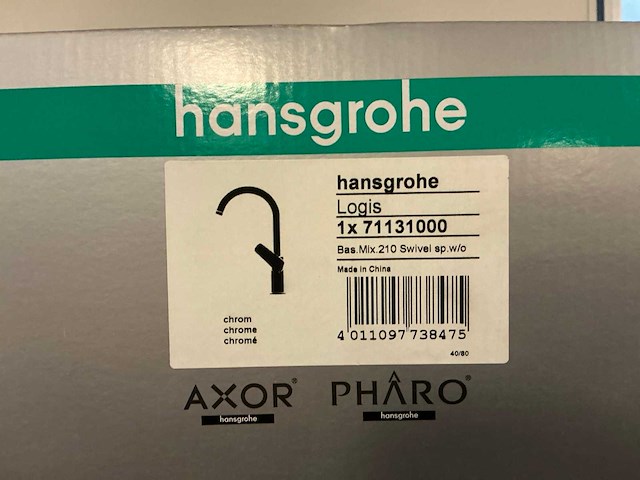 hansgrohe
hansgrohe
Logis
1x 71131000
Bas.Mix.210 Swivel sp.w/o
Made in China
chrom
chrome
chromé
4 011097 738475
40/80
AXOR®
hansgrohe
PHÂRO®
hansgrohe